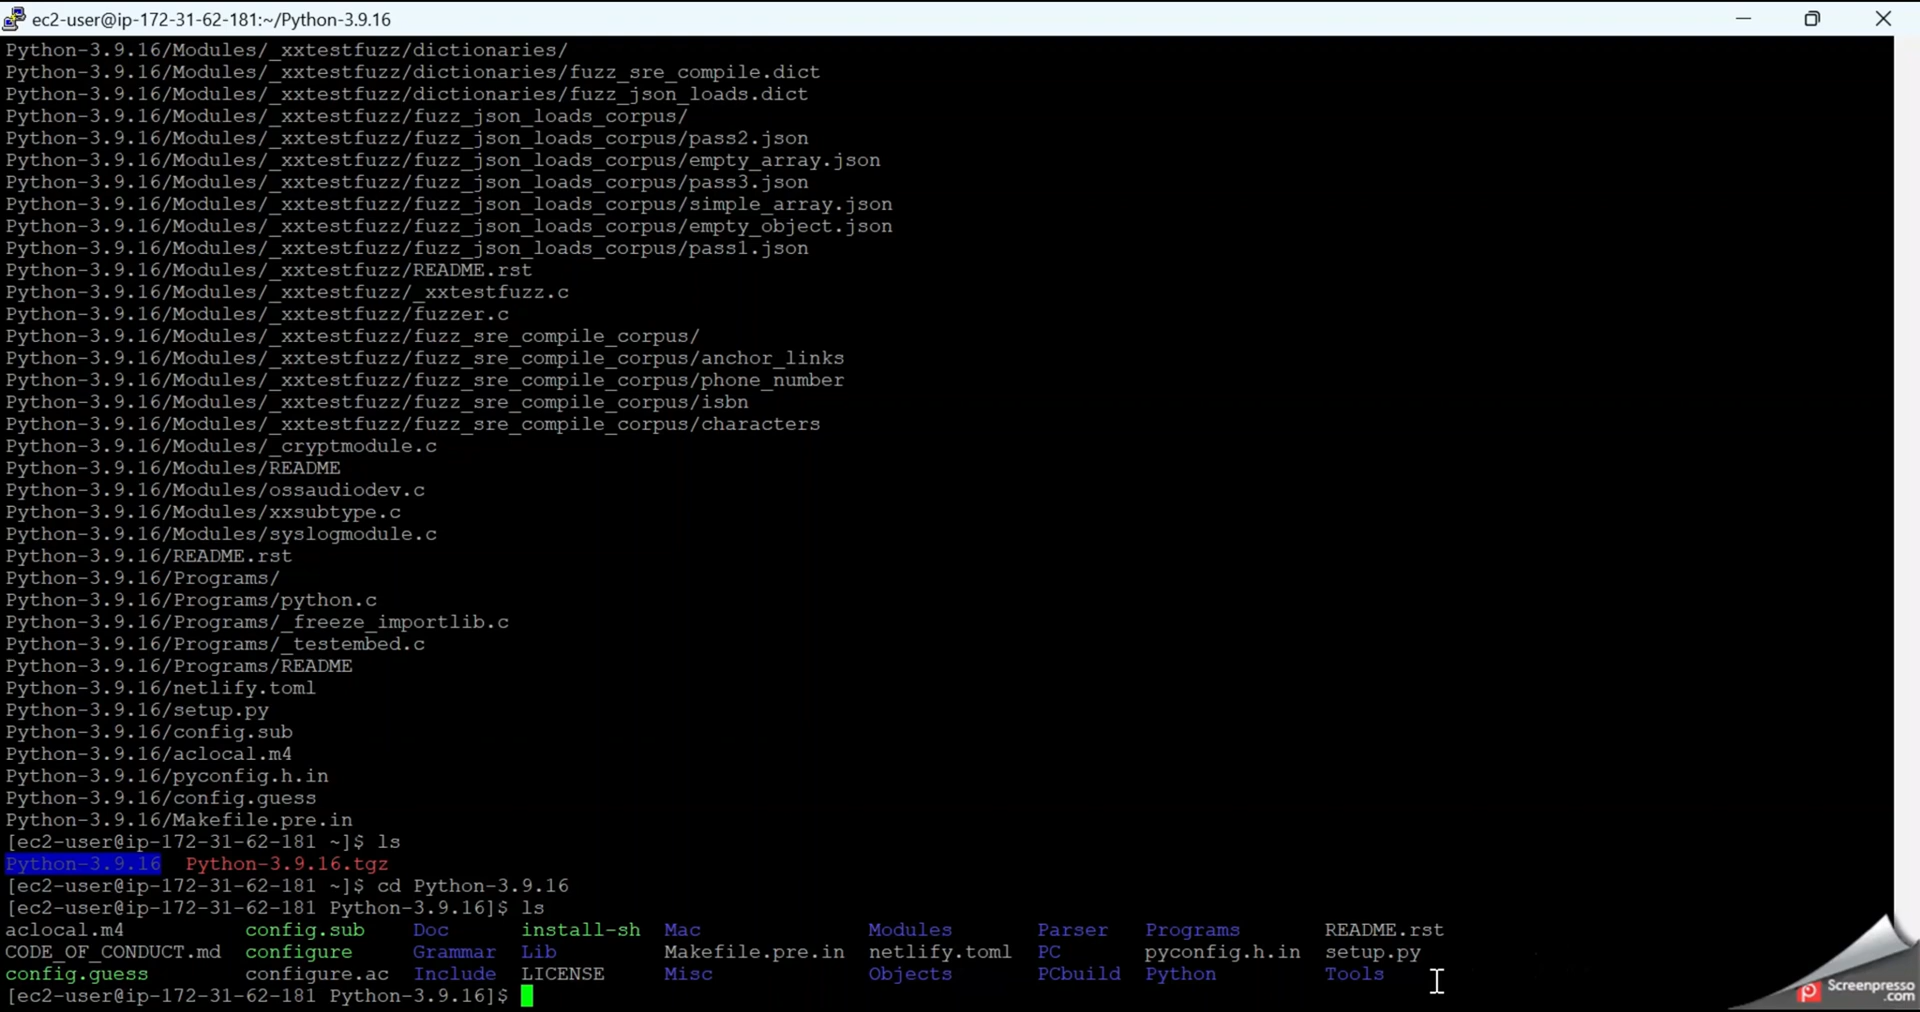 ec2-user@ip-172-31-62-181:~/Python-3.9.16
Python-3.9.16/Modules/_xxtestfuzz/dictionaries/
Python-3.9.16/Modules/_xxtestfuzz/dictionaries/fuzz_sre_compile.dict
Python-3.9.16/Modules/_xxtestfuzz/dictionaries/fuzz_json_loads.dict
Python-3.9.16/Modules/_xxtestfuzz/fuzz_json_loads_corpus/
Python-3.9.16/Modules/_xxtestfuzz/fuzz_json_loads_corpus/pass2.json
Python-3.9.16/Modules/_xxtestfuzz/fuzz_json_loads_corpus/empty_array.json
Python-3.9.16/Modules/_xxtestfuzz/fuzz_json_loads_corpus/pass3.json
Python-3.9.16/Modules/_xxtestfuzz/fuzz_json_loads_corpus/simple_array.json
Python-3.9.16/Modules/_xxtestfuzz/fuzz_json_loads_corpus/empty_object.json
Python-3.9.16/Modules/_xxtestfuzz/fuzz_json_loads_corpus/pass1.json
Python-3.9.16/Modules/_xxtestfuzz/README.rst
Python-3.9.16/Modules/_xxtestfuzz/_xxtestfuzz.c
Python-3.9.16/Modules/_xxtestfuzz/fuzzer.c
Python-3.9.16/Modules/_xxtestfuzz/fuzz_sre_compile_corpus/
Python-3.9.16/Modules/_xxtestfuzz/fuzz_sre_compile_corpus/anchor_links
Python-3.9.16/Modules/_xxtestfuzz/fuzz_sre_compile_corpus/phone_number
Python-3.9.16/Modules/_xxtestfuzz/fuzz_sre_compile_corpus/isbn
Python-3.9.16/Modules/_xxtestfuzz/fuzz_sre_compile_corpus/characters
Python-3.9.16/Modules/_cryptmodule.c
Python-3.9.16/Modules/README
Python-3.9.16/Modules/ossaudiodev.c
Python-3.9.16/Modules/xxsubtype.c
Python-3.9.16/Modules/syslogmodule.c
Python-3.9.16/README.rst
Python-3.9.16/Programs/
Python-3.9.16/Programs/python.c
Python-3.9.16/Programs/_freeze_importlib.c
Python-3.9.16/Programs/_testembed.c
Python-3.9.16/Programs/README
Python-3.9.16/netlify.toml
Python-3.9.16/setup.py
Python-3.9.16/config.sub
Python-3.9.16/aclocal.m4
Python-3.9.16/pyconfig.h.in
Python-3.9.16/config.guess
Python-3.9.16/Makefile.pre.in
[ec2-user@ip-172-31-62-181 ~]$ ls
Python-3.9.16 Python-3.9.16.tgz
[ec2-user@ip-172-31-62-181 ~]$ cd Python-3.9.16
[ec2-user@ip-172-31-62-181 Python-3.9.16]$ ls
aclocal.m4 config.sub Doc install-sh Mac Modules Parser Programs README.rst
CODE_OF_CONDUCT.md configure Grammar Lib Makefile.pre.in netlify.toml PC pyconfig.h.in setup.py
config.guess configure.ac Include LICENSE Misc Objects PCbuild Python Tools
[ec2-user@ip-172-31-62-181 Python-3.9.16]$
Screenpresso
.com